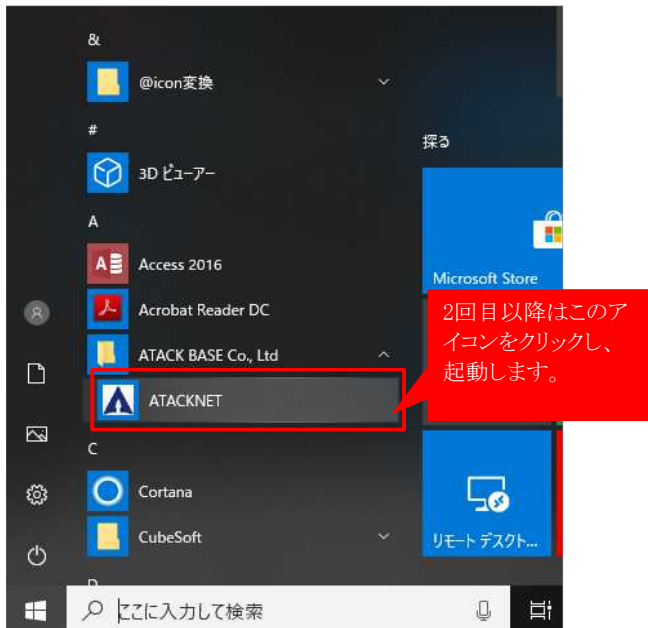 &
@icon変換
#
3D ビューアー
A
Access 2016
Acrobat Reader DC
ATACK BASE Co., Ltd
ATACKNET
C
Cortana
CubeSoft
探る
Microsoft Store
2回目以降はこのア
イコンをクリックし、
起動します。
リモート デスクト...
ここに入力して検索